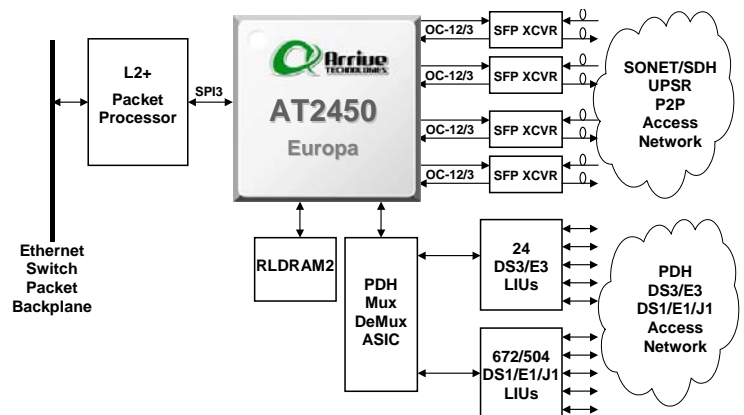 L2+
Packet
Processor
SPI3
Arrive
TECHNOLOGIES
AT2450
Europa
OC-12/3
SFP XCVR
OC-12/3
SFP XCVR
OC-12/3
SFP XCVR
OC-12/3
SFP XCVR
SONET/SDH
UPSR
P2P
Access
Network
Ethernet
Switch
Packet
Backplane
RLDRAM2
PDH
Mux
DeMux
ASIC
24
DS3/E3
LIUs
672/504
DS1/E1/J1
LIUs
PDH
DS3/E3
DS1/E1/J1
Access
Network